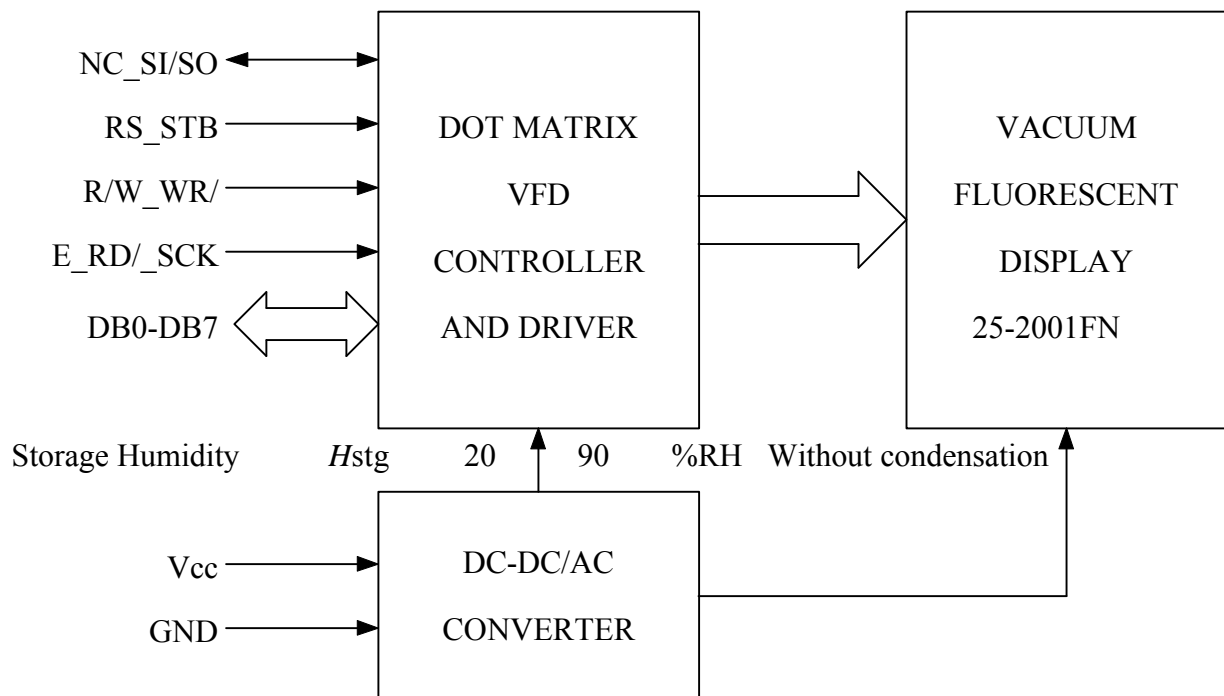 NC_SI/SO
RS_STB
R/W_WR/
E_RD/_SCK
DB0-DB7
DOT MATRIX
VFD
CONTROLLER
AND DRIVER
VACUUM
FLUORESCENT
DISPLAY
25-2001FN
Storage Humidity Hstg 20 90 %RH Without condensation
Vcc
GND
DC-DC/AC
CONVERTER